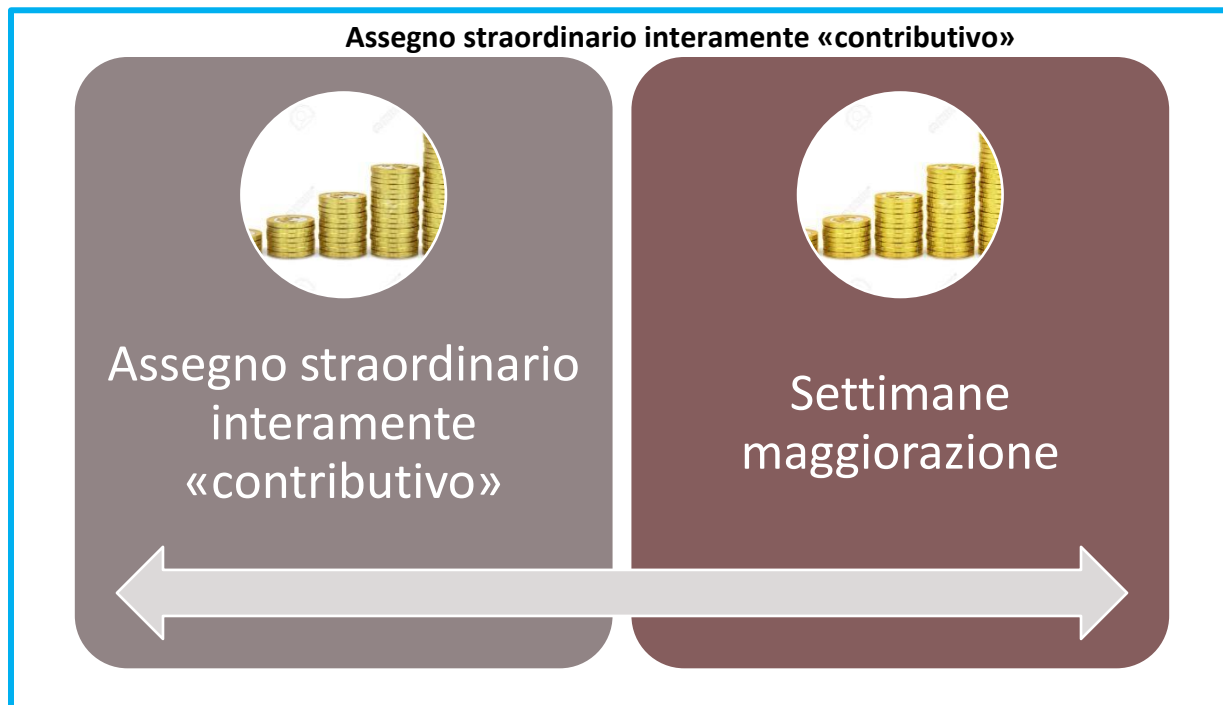 Assegno straordinario interamente «contributivo»
Assegno straordinario
interamente
«contributivo»
Settimane
maggiorazione